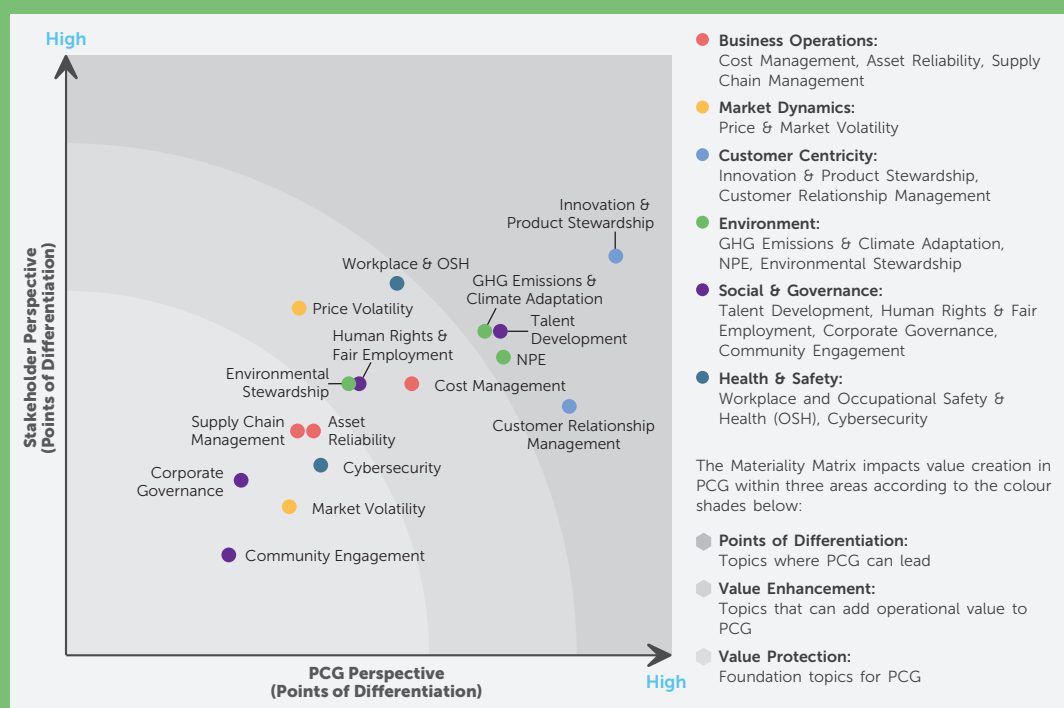 High
Stakeholder Perspective
(Points of Differentiation)
Innovation &
Product Stewardship
Workplace & OSH
GHG Emissions &
Climate Adaptation
Price Volatility
Talent
Development
Human Rights &
Fair Employment
NPE
Environmental
Stewardship
Cost Management
Supply Chain
Management
Asset
Reliability
Customer Relationship
Management
Cybersecurity
Corporate
Governance
Market Volatility
Community Engagement
PCG Perspective
(Points of Differentiation)
High
Business Operations:
Cost Management, Asset Reliability, Supply
Chain Management
Market Dynamics:
Price & Market Volatility
Customer Centricity:
Innovation & Product Stewardship,
Customer Relationship Management
Environment:
GHG Emissions & Climate Adaptation,
NPE, Environmental Stewardship
Social & Governance:
Talent Development, Human Rights & Fair
Employment, Corporate Governance,
Community Engagement
Health & Safety:
Workplace and Occupational Safety &
Health (OSH), Cybersecurity
The Materiality Matrix impacts value creation in
PCG within three areas according to the colour
shades below:
Points of Differentiation:
Topics where PCG can lead
Value Enhancement:
Topics that can add operational value to
PCG
Value Protection:
Foundation topics for PCG